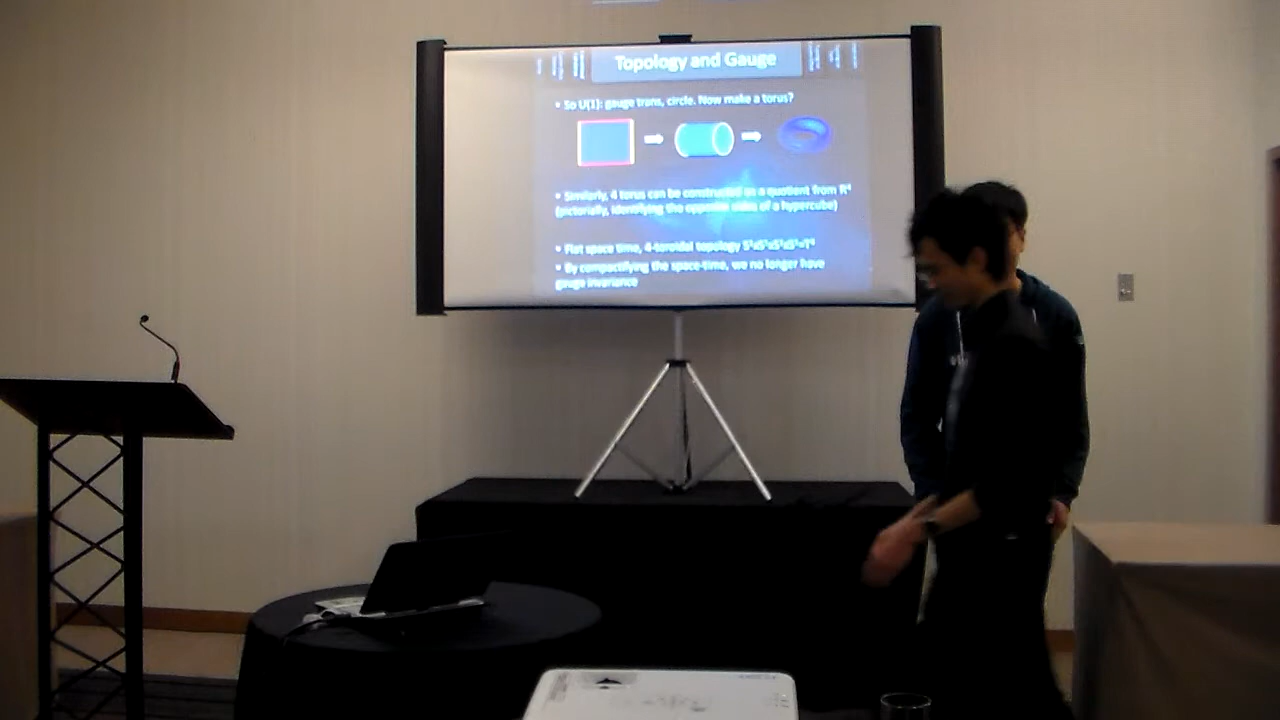 Topology and Gauge
• So U(1): gauge trans, circle. Now make a torus?
• Similarly, 4 torus can be constructed as a quotient from R⁴
(pictorially, identifying the opposite sides of a hypercube)
• Flat space time, 4-toroidal topology S¹xS¹xS¹xS¹=T⁴
• By compactifying the space-time, we no longer have
gauge invariance